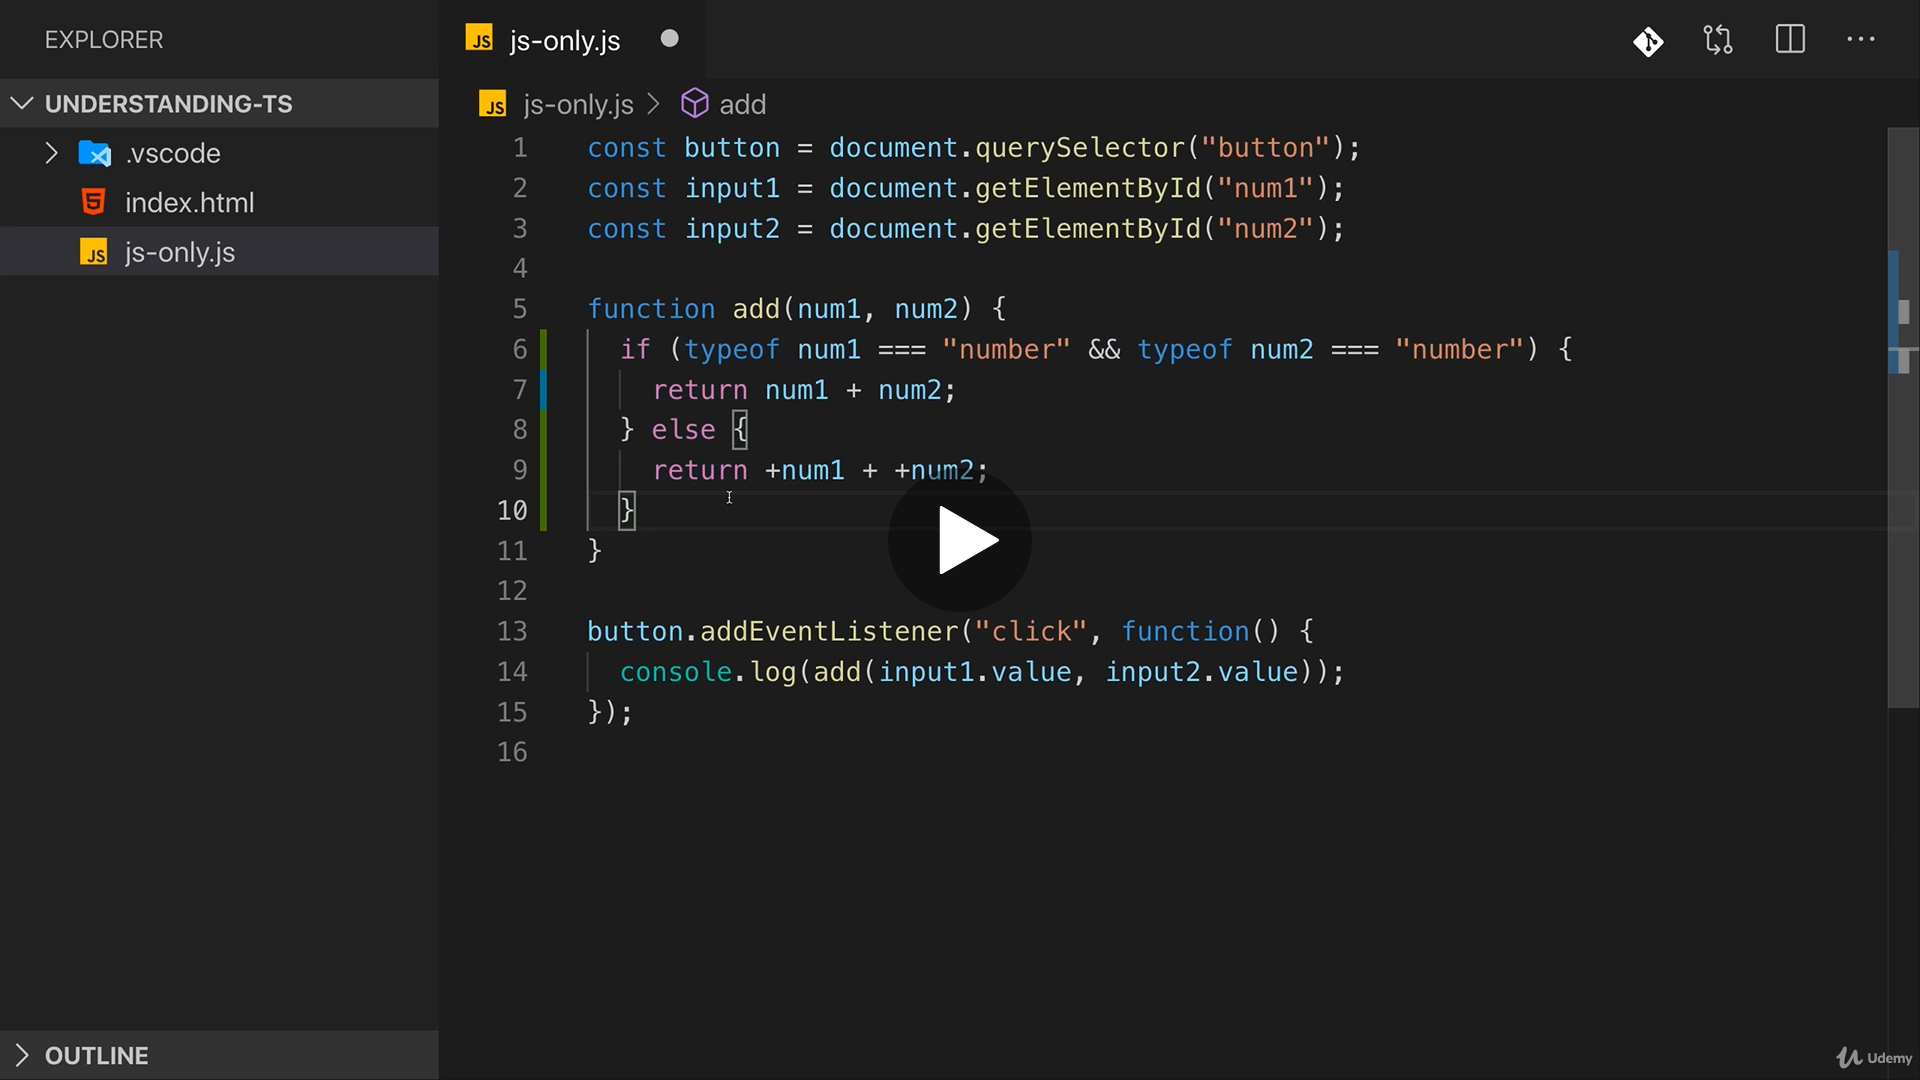 EXPLORER
UNDERSTANDING-TS
.vscode
index.html
JS js-only.js
OUTLINE
JS js-only.js
JS js-only.js > add
1 const button = document.querySelector("button");
2 const input1 = document.getElementById("num1");
3 const input2 = document.getElementById("num2");
4
5 function add(num1, num2) {
6 if (typeof num1 === "number" && typeof num2 === "number") {
7 return num1 + num2;
8 } else {
9 return +num1 + +num2;
10 }
11 }
12
13 button.addEventListener("click", function() {
14 console.log(add(input1.value, input2.value));
15 });
16
Udemy